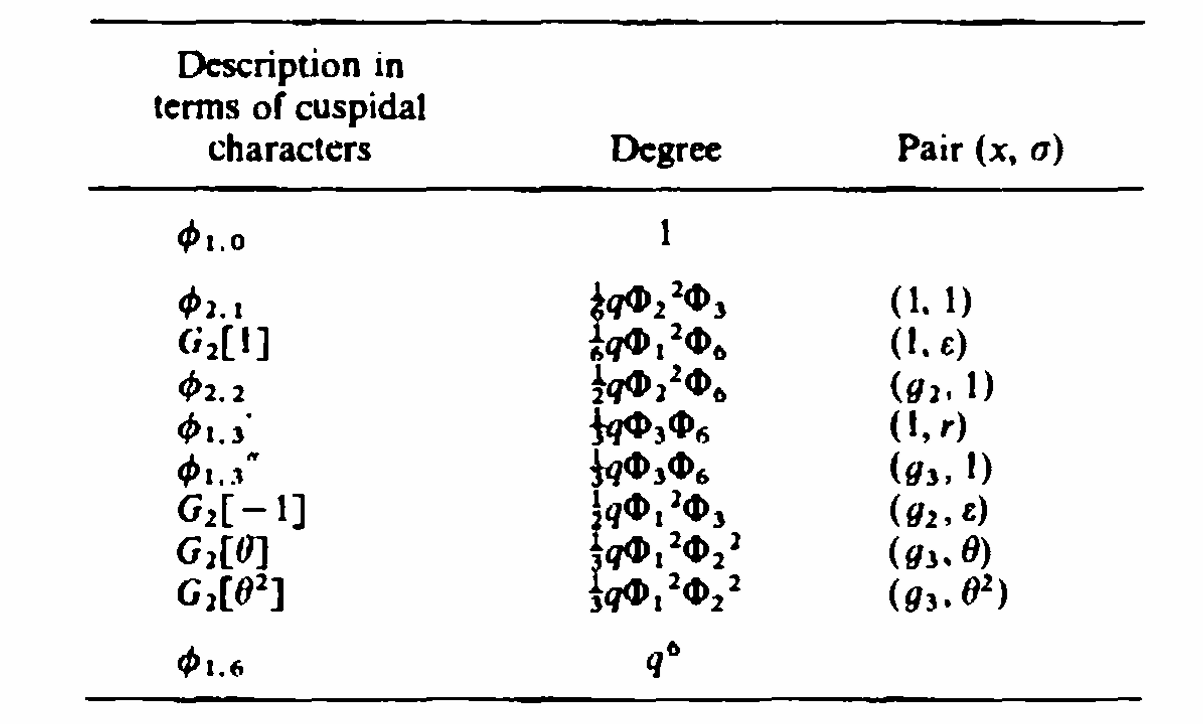 Description in
terms of cuspidal
characters Degree Pair (x, σ)
ϕ₁,₀ 1
ϕ₂,₁ ⅙qΦ₂²Φ₃ (1, 1)
G₂[1] ⅙qΦ₁²Φ₆ (1, ε)
ϕ₂,₂ ½qΦ₂²Φ₆ (g₂, 1)
ϕ₁,₃′ ⅓qΦ₃Φ₆ (1, r)
ϕ₁,₃″ ⅓qΦ₃Φ₆ (g₃, 1)
G₂[−1] ½qΦ₁²Φ₃ (g₂, ε)
G₂[θ] ⅓qΦ₁²Φ₂² (g₃, θ)
G₂[θ²] ⅓qΦ₁²Φ₂² (g₃, θ²)
ϕ₁,₆ q⁶